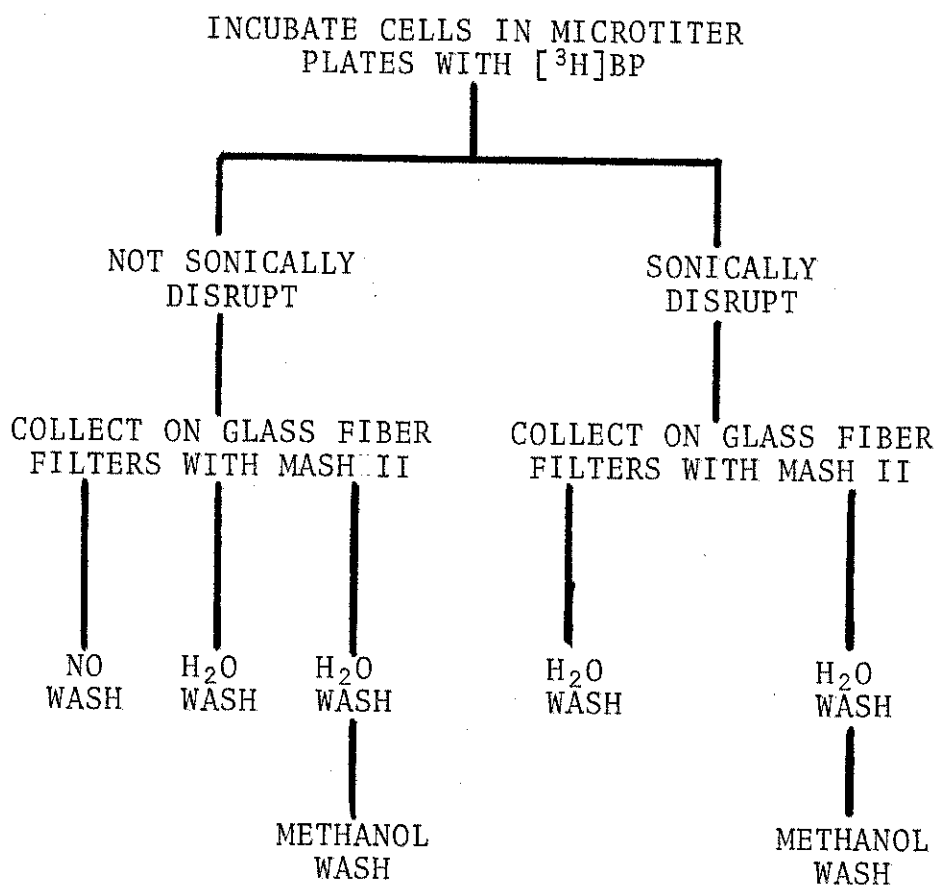 INCUBATE CELLS IN MICROTITER
PLATES WITH [³H]BP
NOT SONICALLY
DISRUPT
SONICALLY
DISRUPT
COLLECT ON GLASS FIBER
FILTERS WITH MASH II
COLLECT ON GLASS FIBER
FILTERS WITH MASH II
NO
WASH
H₂O
WASH
H₂O
WASH
H₂O
WASH
H₂O
WASH
METHANOL
WASH
METHANOL
WASH